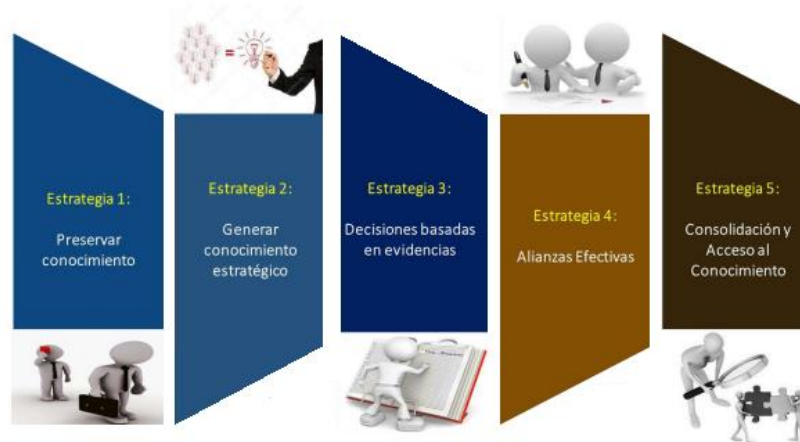 Estrategia 1:
Preservar
conocimiento
Estrategia 2:
Generar
conocimiento
estratégico
Estrategia 3:
Decisiones basadas
en evidencias
Estrategia 4:
Alianzas Efectivas
Estrategia 5:
Consolidación y
Acceso al
Conocimiento